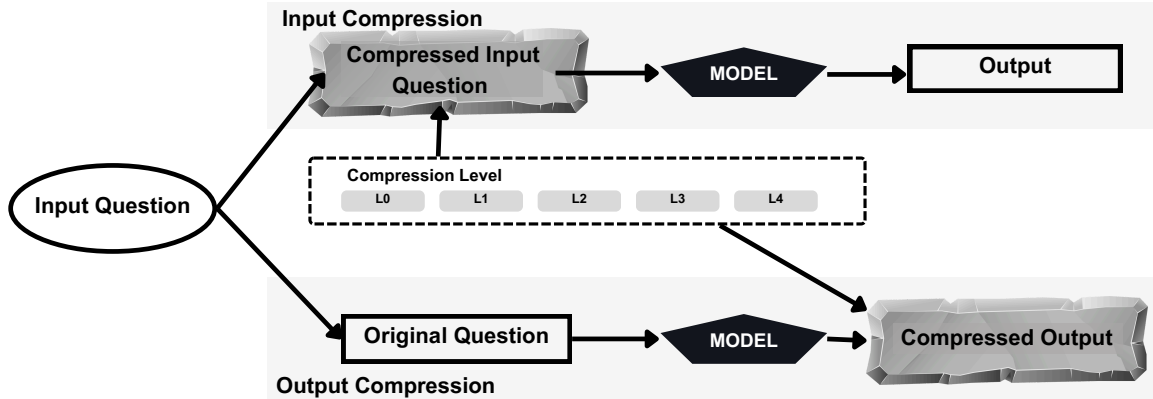 Input Compression
Compressed Input
Question
MODEL
Output
Compression Level
L0 L1 L2 L3 L4
Input Question
Original Question
MODEL
Compressed Output
Output Compression